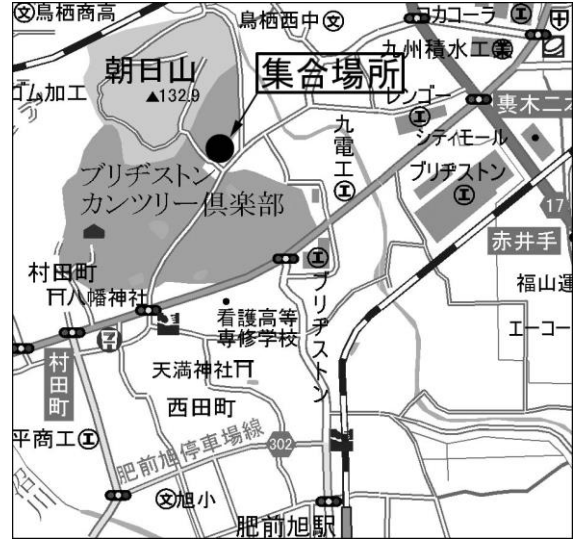 鳥栖商高
鳥栖西中
コカコーラ
朝日山
▲132.9
集合場所
九州積水工業
ゴム加工
レンゴー
九電工
シティモール
ブリヂストン
ブリヂストン
カンツリー倶楽部
17
赤井手
村田町
八幡神社
福山運
エーコー
ブリヂストン
看護高等
専修学校
村田町
天満神社
西田町
平商工
肥前旭停車場線
302
旭小
肥前旭駅